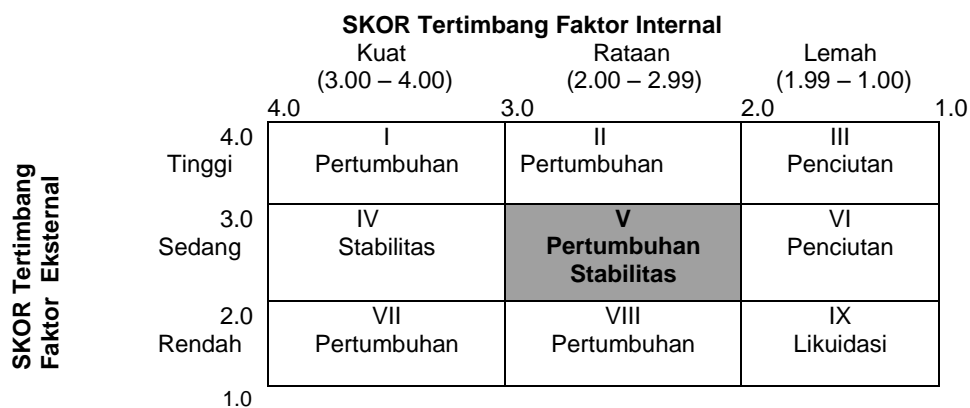 SKOR Tertimbang Faktor Internal
Kuat Rataan Lemah
(3.00 – 4.00) (2.00 – 2.99) (1.99 – 1.00)
4.0 3.0 2.0 1.0
SKOR Tertimbang
Faktor Eksternal
4.0 I II III
Tinggi Pertumbuhan Pertumbuhan Penciutan
3.0 IV V VI
Sedang Stabilitas Pertumbuhan Penciutan
Stabilitas
2.0 VII VIII IX
Rendah Pertumbuhan Pertumbuhan Likuidasi
1.0